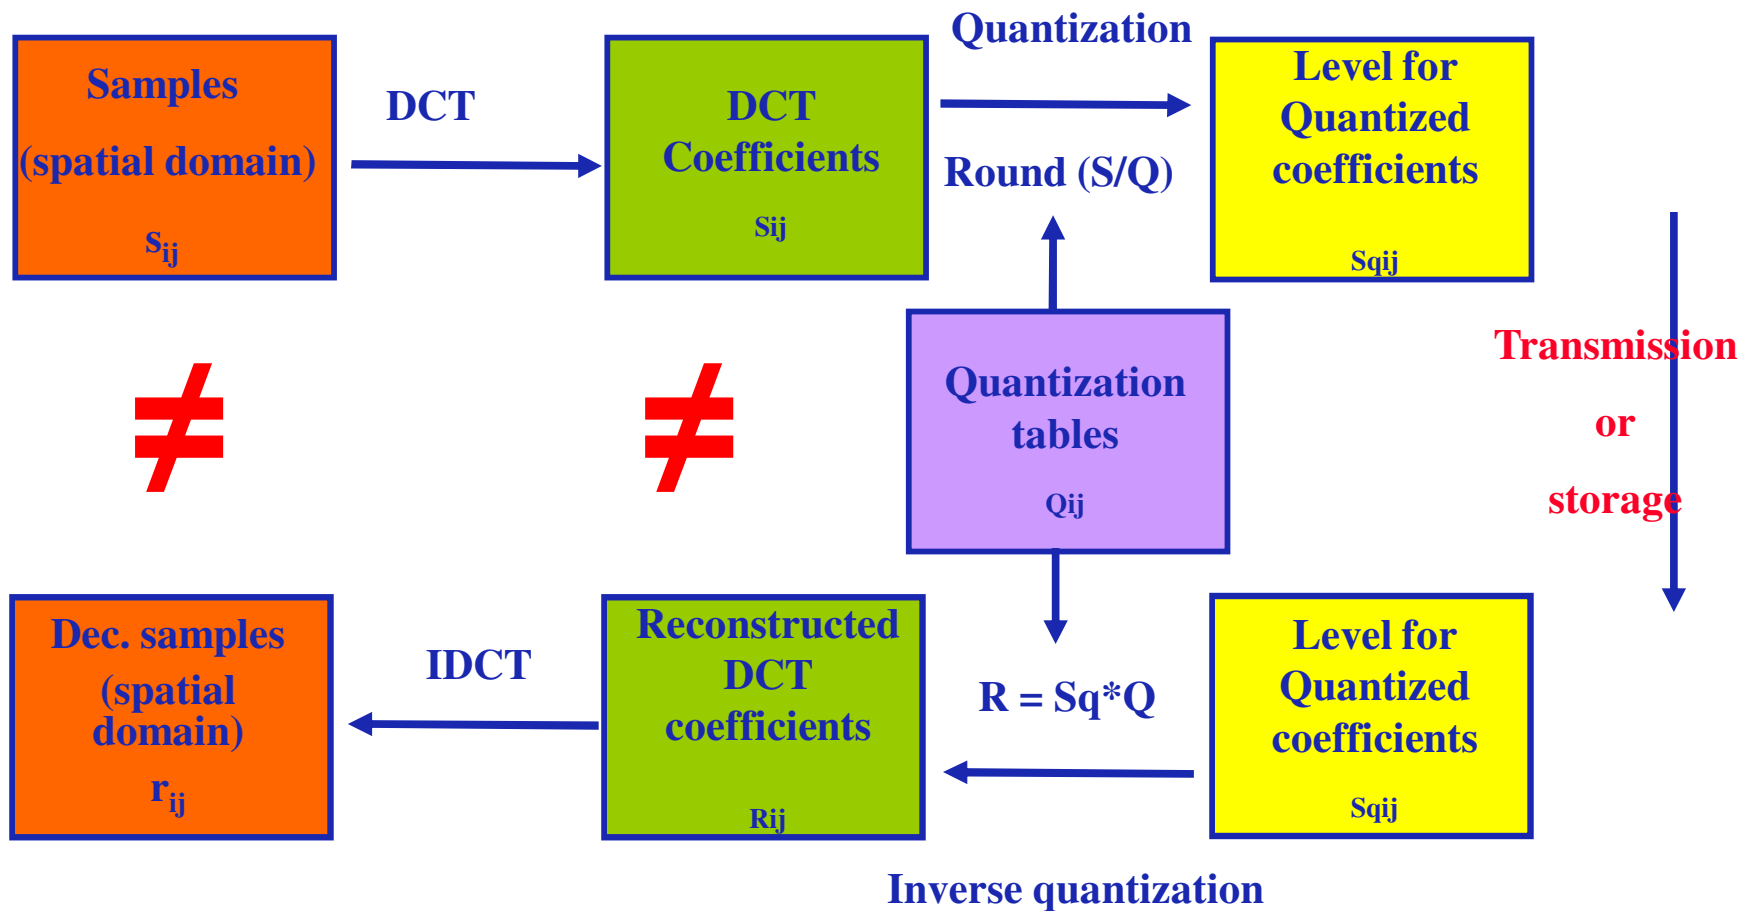 Samples
(spatial domain)
sij
DCT
DCT
Coefficients
Sij
Quantization
Round (S/Q)
Level for
Quantized
coefficients
Sqij
≠
≠
Quantization
tables
Qij
Transmission
or
storage
Dec. samples
(spatial
domain)
rij
IDCT
Reconstructed
DCT
coefficients
Rij
R = Sq*Q
Level for
Quantized
coefficients
Sqij
Inverse quantization